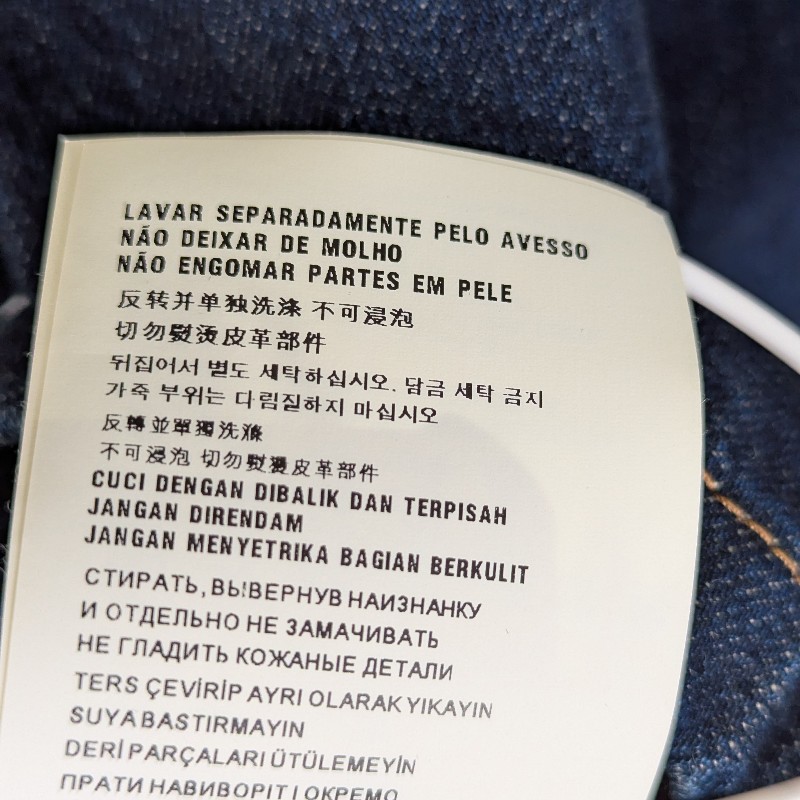 LAVAR SEPARADAMENTE PELO AVESSO
NÃO DEIXAR DE MOLHO
NÃO ENGOMAR PARTES EM PELE
反转并单独洗涤 不可浸泡
切勿熨烫皮革部件
뒤집어서 별도 세탁하십시오. 담금 세탁 금지
가죽 부위는 다림질하지 마십시오
反轉並單獨洗滌
不可浸泡 切勿熨燙皮革部件
CUCI DENGAN DIBALIK DAN TERPISAH
JANGAN DIRENDAM
JANGAN MENYETRIKA BAGIAN BERKULIT
СТИРАТЬ, ВЫВЕРНУВ НАИЗНАНКУ
И ОТДЕЛЬНО НЕ ЗАМАЧИВАТЬ
НЕ ГЛАДИТЬ КОЖАНЫЕ ДЕТАЛИ
TERS ÇEVİRİP AYRI OLARAK YIKAYIN
SUYA BASTIRMAYIN
DERİ PARÇALARI ÜTÜLEMEYİN
ПРАТИ НАВИВОРІТ І ОКРЕМО